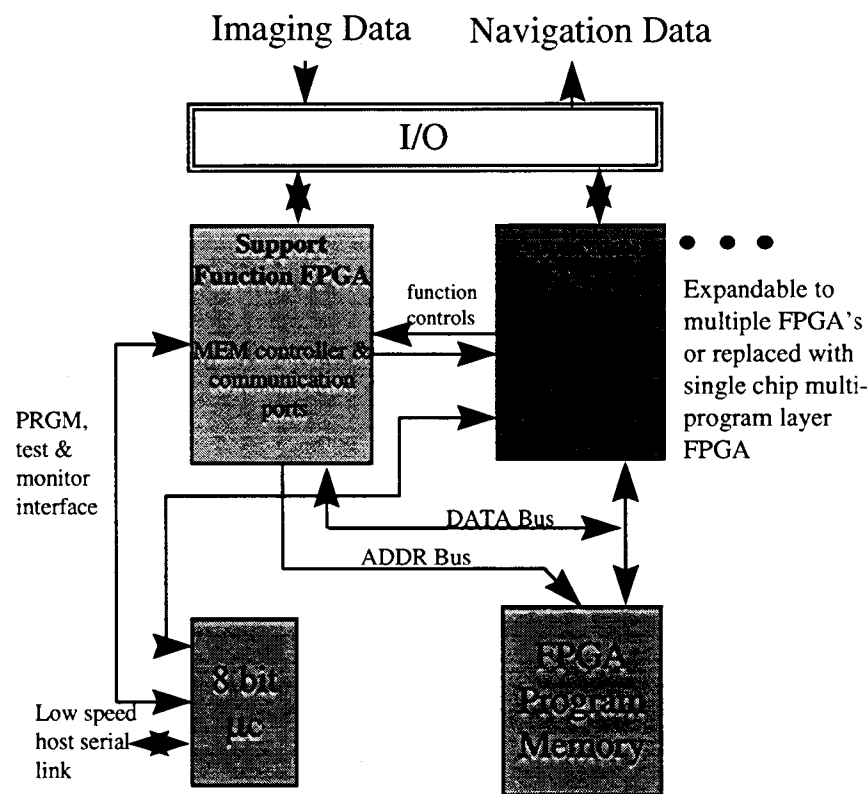 Imaging Data
Navigation Data
I/O
Support
Function FPGA
MEM controller &
communication
ports
function
controls
Expandable to
multiple FPGA's
or replaced with
single chip multi-
program layer
FPGA
PRGM,
test &
monitor
interface
DATA Bus
ADDR Bus
8 bit
µc
FPGA
Program
Memory
Low speed
host serial
link